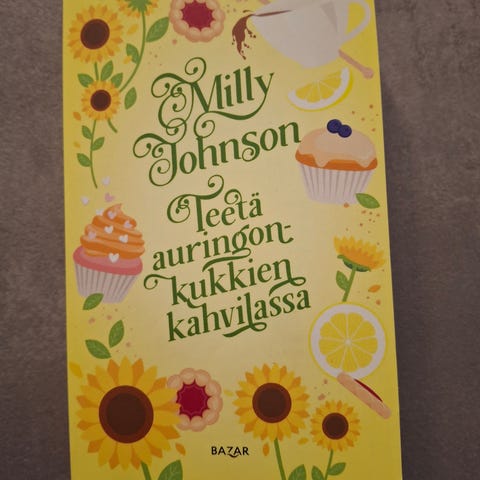 Milly
Johnson
Teetä
auringon-
kukkien
kahvilassa
BAZAR